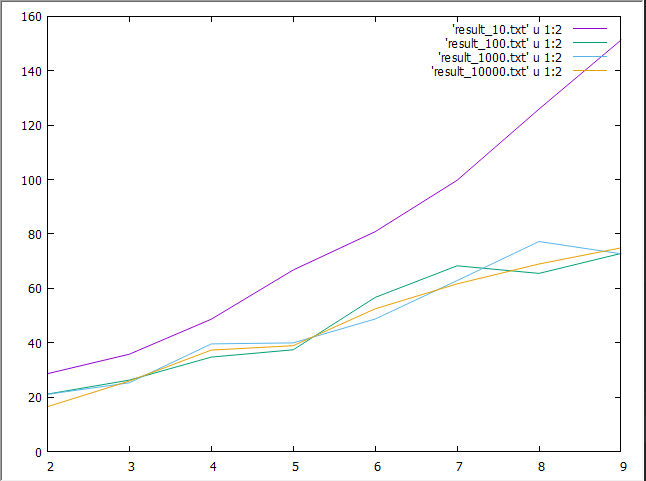 160
140
120
100
80
60
40
20
0
'result_10.txt' u 1:2
'result_100.txt' u 1:2
'result_1000.txt' u 1:2
'result_10000.txt' u 1:2
2 3 4 5 6 7 8 9